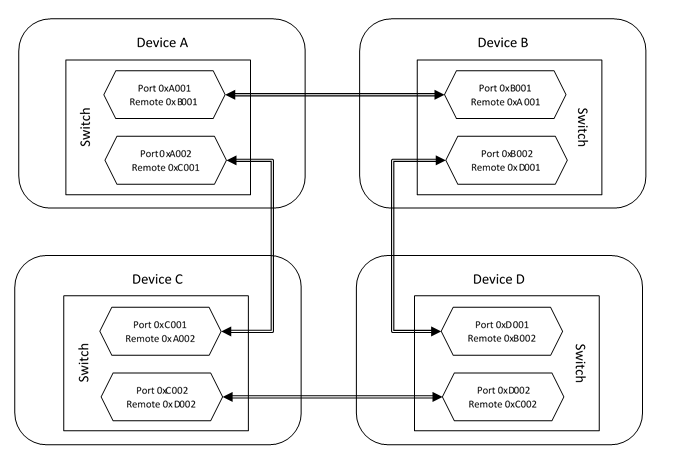 Device A
Switch
Port 0xA001
Remote 0xB001
Port 0xA002
Remote 0xC001
Device B
Port 0xB001
Remote 0xA001
Port 0xB002
Remote 0xD001
Switch
Device C
Switch
Port 0xC001
Remote 0xA002
Port 0xC002
Remote 0xD002
Device D
Port 0xD001
Remote 0xB002
Port 0xD002
Remote 0xC002
Switch